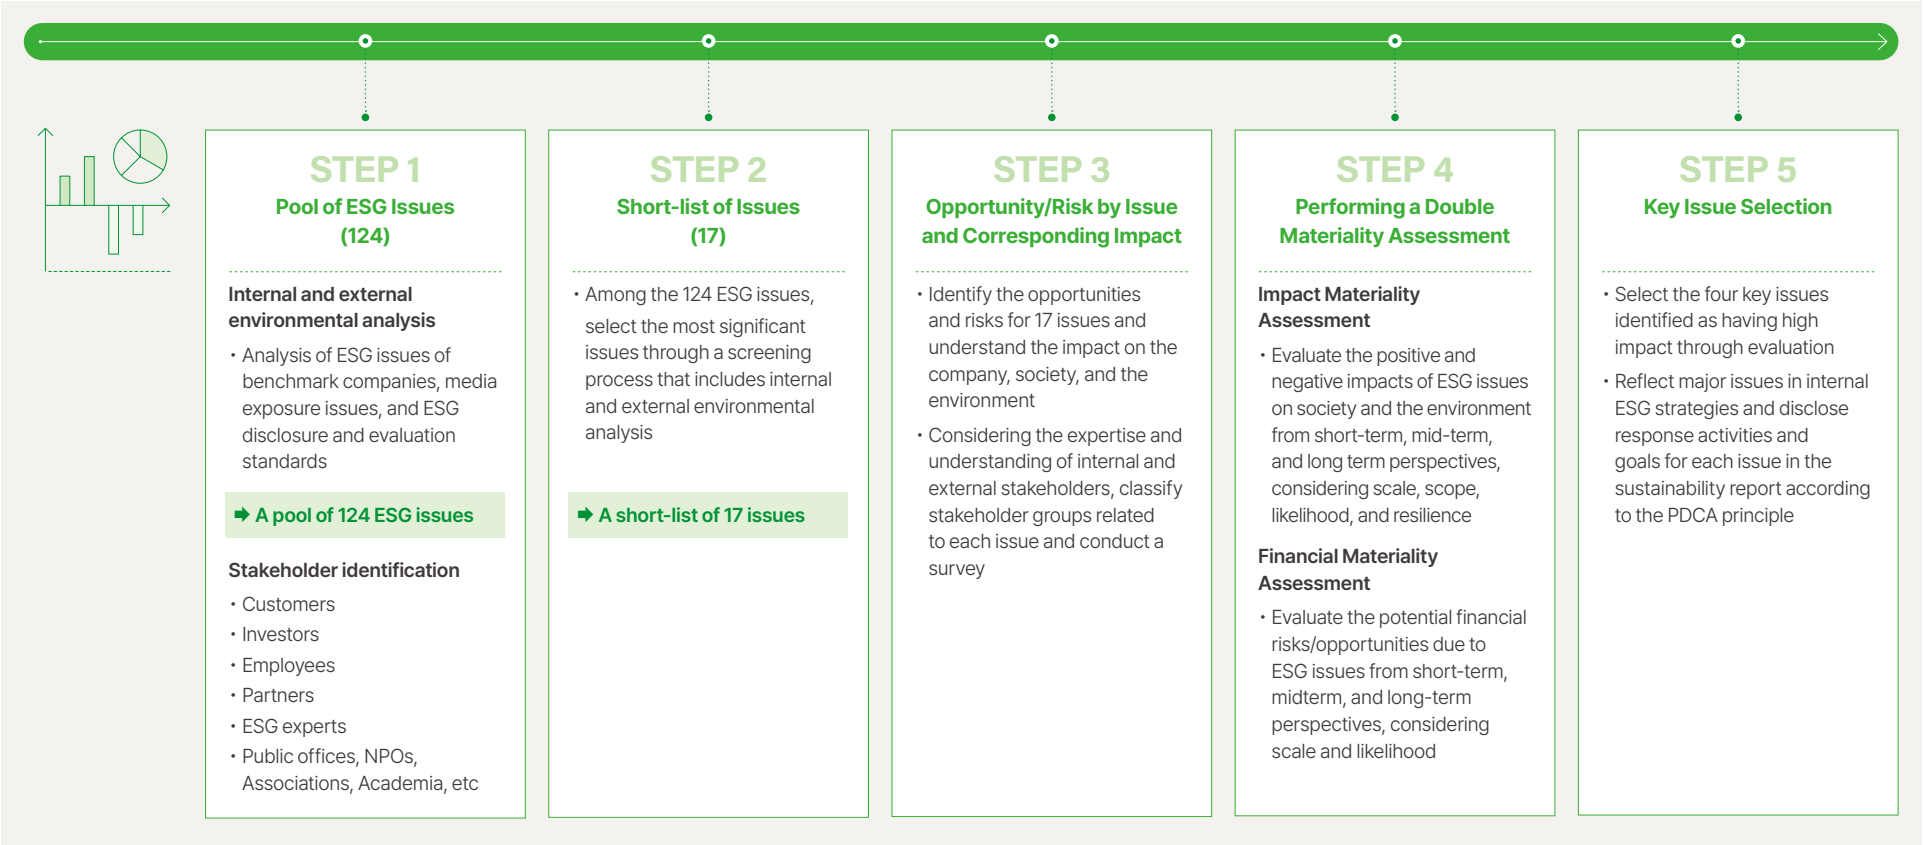 STEP 1
Pool of ESG Issues
(124)
Internal and external
environmental analysis
• Analysis of ESG issues of
benchmark companies, media
exposure issues, and ESG
disclosure and evaluation
standards
➡ A pool of 124 ESG issues
Stakeholder identification
• Customers
• Investors
• Employees
• Partners
• ESG experts
• Public offices, NPOs,
Associations, Academia, etc
STEP 2
Short-list of Issues
(17)
• Among the 124 ESG issues,
select the most significant
issues through a screening
process that includes internal
and external environmental
analysis
➡ A short-list of 17 issues
STEP 3
Opportunity/Risk by Issue
and Corresponding Impact
• Identify the opportunities
and risks for 17 issues and
understand the impact on the
company, society, and the
environment
• Considering the expertise and
understanding of internal and
external stakeholders, classify
stakeholder groups related
to each issue and conduct a
survey
STEP 4
Performing a Double
Materiality Assessment
Impact Materiality
Assessment
• Evaluate the positive and
negative impacts of ESG issues
on society and the environment
from short-term, mid-term,
and long term perspectives,
considering scale, scope,
likelihood, and resilience
Financial Materiality
Assessment
• Evaluate the potential financial
risks/opportunities due to
ESG issues from short-term,
midterm, and long-term
perspectives, considering
scale and likelihood
STEP 5
Key Issue Selection
• Select the four key issues
identified as having high
impact through evaluation
• Reflect major issues in internal
ESG strategies and disclose
response activities and
goals for each issue in the
sustainability report according
to the PDCA principle